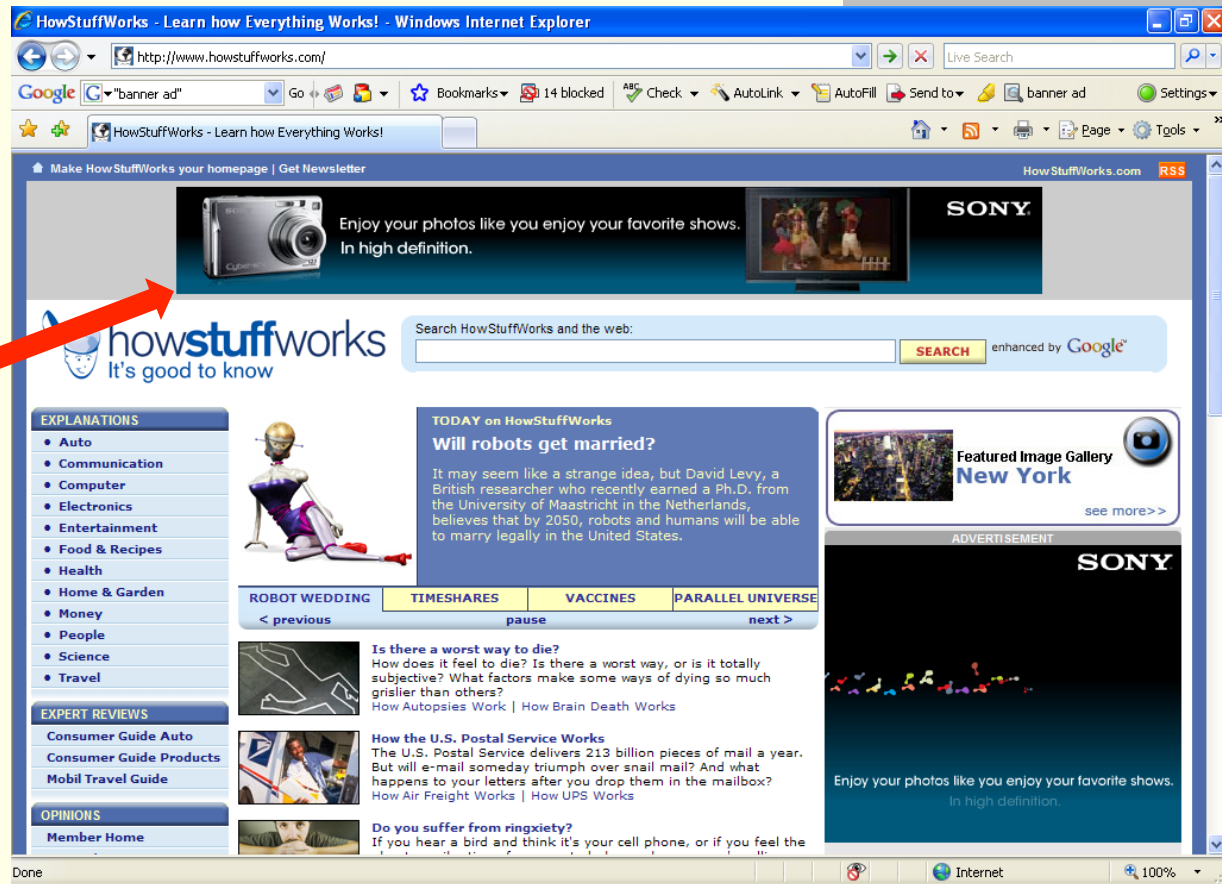 HowStuffWorks - Learn how Everything Works! - Windows Internet Explorer
http://www.howstuffworks.com/
Live Search
Google G "banner ad" Go Bookmarks 14 blocked ABC Check AutoLink AutoFill Send to banner ad Settings
HowStuffWorks - Learn how Everything Works!
Page Tools »
Make HowStuffWorks your homepage | Get Newsletter
HowStuffWorks.com RSS
SONY
Cyber-shot
Enjoy your photos like you enjoy your favorite shows.
In high definition.
SONY.
howstuffworks
It's good to know
Search HowStuffWorks and the web:
SEARCH enhanced by Google™
EXPLANATIONS
• Auto
• Communication
• Computer
• Electronics
• Entertainment
• Food & Recipes
• Health
• Home & Garden
• Money
• People
• Science
• Travel
EXPERT REVIEWS
Consumer Guide Auto
Consumer Guide Products
Mobil Travel Guide
OPINIONS
Member Home
TODAY on HowStuffWorks
Will robots get married?
It may seem like a strange idea, but David Levy, a
British researcher who recently earned a Ph.D. from
the University of Maastricht in the Netherlands,
believes that by 2050, robots and humans will be able
to marry legally in the United States.
ROBOT WEDDING TIMESHARES VACCINES PARALLEL UNIVERSE
< previous pause next >
Is there a worst way to die?
How does it feel to die? Is there a worst way, or is it totally
subjective? What factors make some ways of dying so much
grislier than others?
How Autopsies Work | How Brain Death Works
How the U.S. Postal Service Works
The U.S. Postal Service delivers 213 billion pieces of mail a year.
But will e-mail someday triumph over snail mail? And what
happens to your letters after you drop them in the mailbox?
How Air Freight Works | How UPS Works
Do you suffer from ringxiety?
If you hear a bird and think it's your cell phone, or if you feel the
Featured Image Gallery
New York
see more>>
ADVERTISEMENT
SONY
Enjoy your photos like you enjoy your favorite shows.
In high definition.
Done
Internet
100%